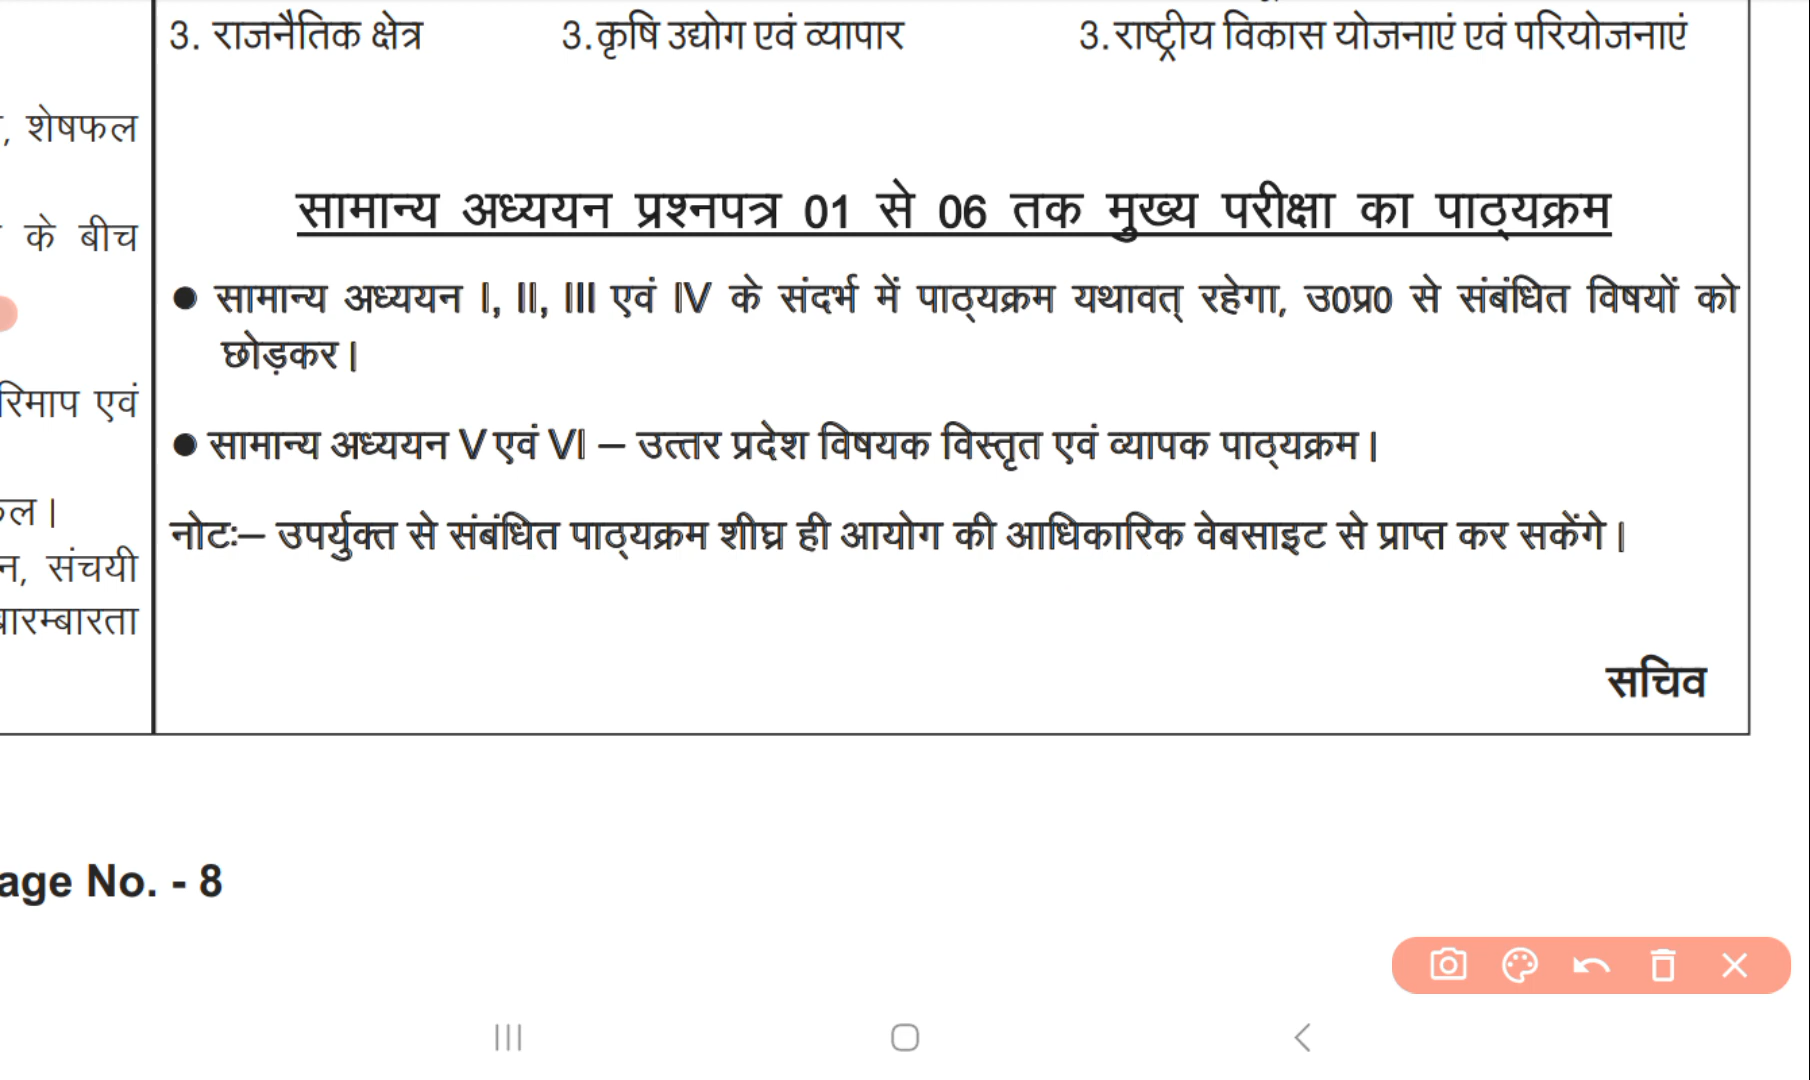 3. राजनैतिक क्षेत्र 3.कृषि उद्योग एवं व्यापार 3.राष्ट्रीय विकास योजनाएं एवं परियोजनाएं
, शेषफल
के बीच
सामान्य अध्ययन प्रश्नपत्र 01 से 06 तक मुख्य परीक्षा का पाठ्यक्रम
● सामान्य अध्ययन I, II, III एवं IV के संदर्भ में पाठ्यक्रम यथावत् रहेगा, उ0प्र0 से संबंधित विषयों को
छोड़कर।
रिमाप एवं
● सामान्य अध्ययन V एवं VI – उत्तर प्रदेश विषयक विस्तृत एवं व्यापक पाठ्यक्रम।
नोटः– उपर्युक्त से संबंधित पाठ्यक्रम शीघ्र ही आयोग की आधिकारिक वेबसाइट से प्राप्त कर सकेंगे।
ल।
न, संचयी
बारम्बारता
सचिव
age No. - 8